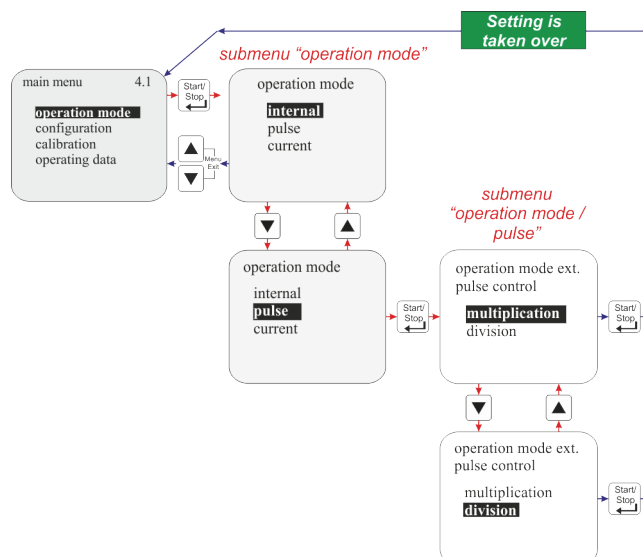 Setting is
taken over
submenu “operation mode”
main menu 4.1
operation mode
configuration
calibration
operating data
Start/
Stop
Menu
Exit
operation mode
internal
pulse
current
submenu
“operation mode /
pulse”
operation mode
internal
pulse
current
Start/
Stop
operation mode ext.
pulse control
multiplication
division
Start/
Stop
operation mode ext.
pulse control
multiplication
division
Start/
Stop